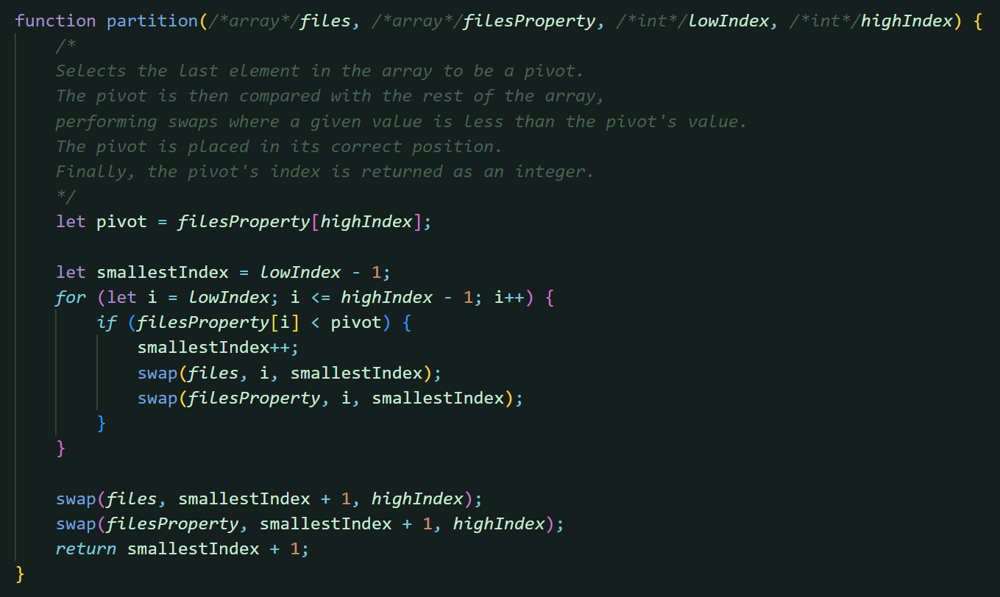 function partition(/*array*/files, /*array*/filesProperty, /*int*/lowIndex, /*int*/highIndex) {
    /*
    Selects the last element in the array to be a pivot.
    The pivot is then compared with the rest of the array,
    performing swaps where a given value is less than the pivot's value.
    The pivot is placed in its correct position.
    Finally, the pivot's index is returned as an integer.
    */
    let pivot = filesProperty[highIndex];

    let smallestIndex = lowIndex - 1;
    for (let i = lowIndex; i <= highIndex - 1; i++) {
        if (filesProperty[i] < pivot) {
            smallestIndex++;
            swap(files, i, smallestIndex);
            swap(filesProperty, i, smallestIndex);
        }
    }

    swap(files, smallestIndex + 1, highIndex);
    swap(filesProperty, smallestIndex + 1, highIndex);
    return smallestIndex + 1;
}